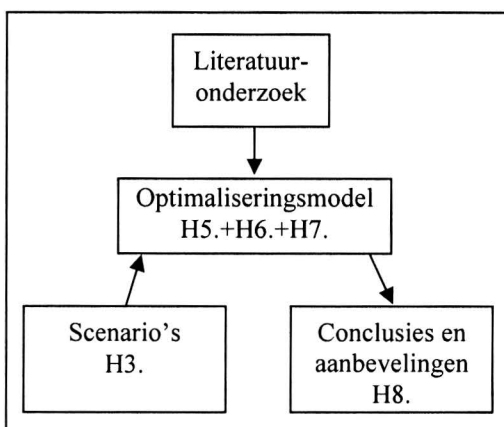 Literatuur-
onderzoek
Optimaliseringsmodel
H5.+H6.+H7.
Scenario's
H3.
Conclusies en
aanbevelingen
H8.